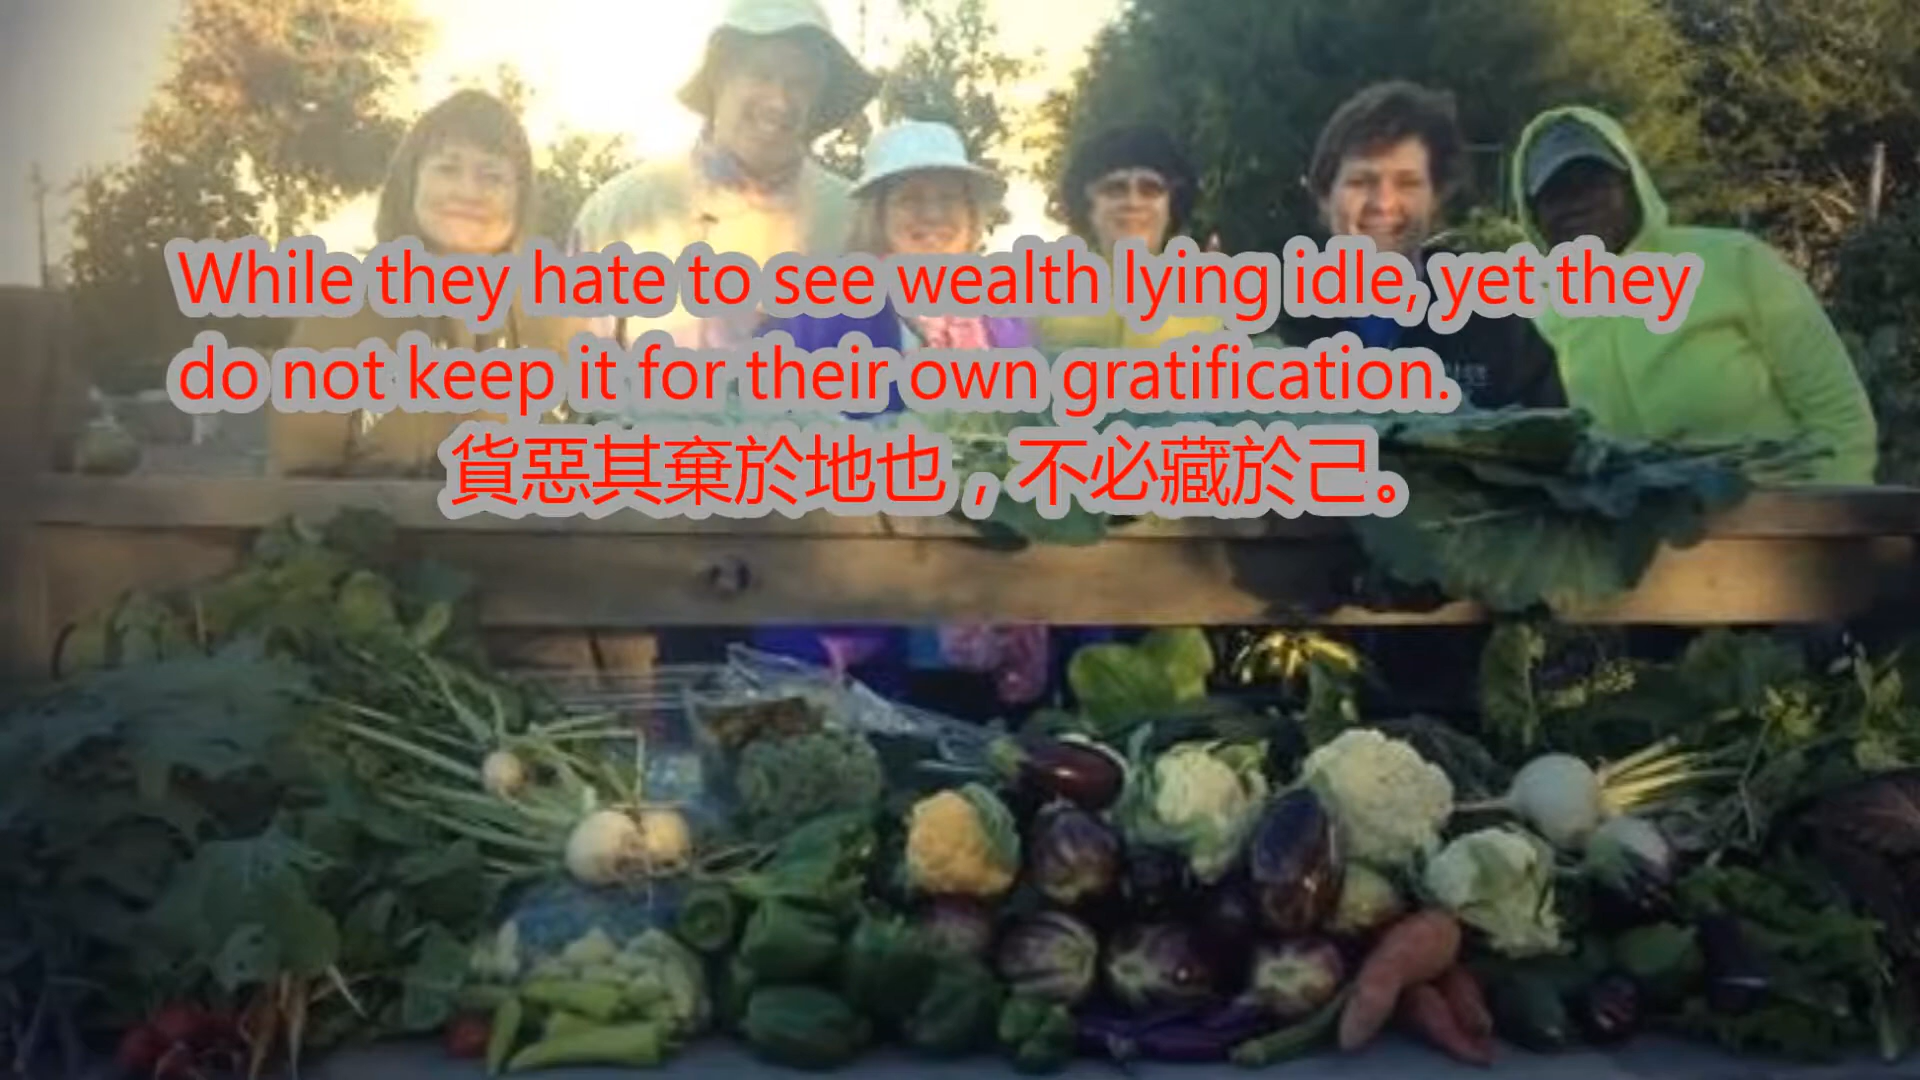 While they hate to see wealth lying idle, yet they
do not keep it for their own gratification.
貨惡其棄於地也，不必藏於己。